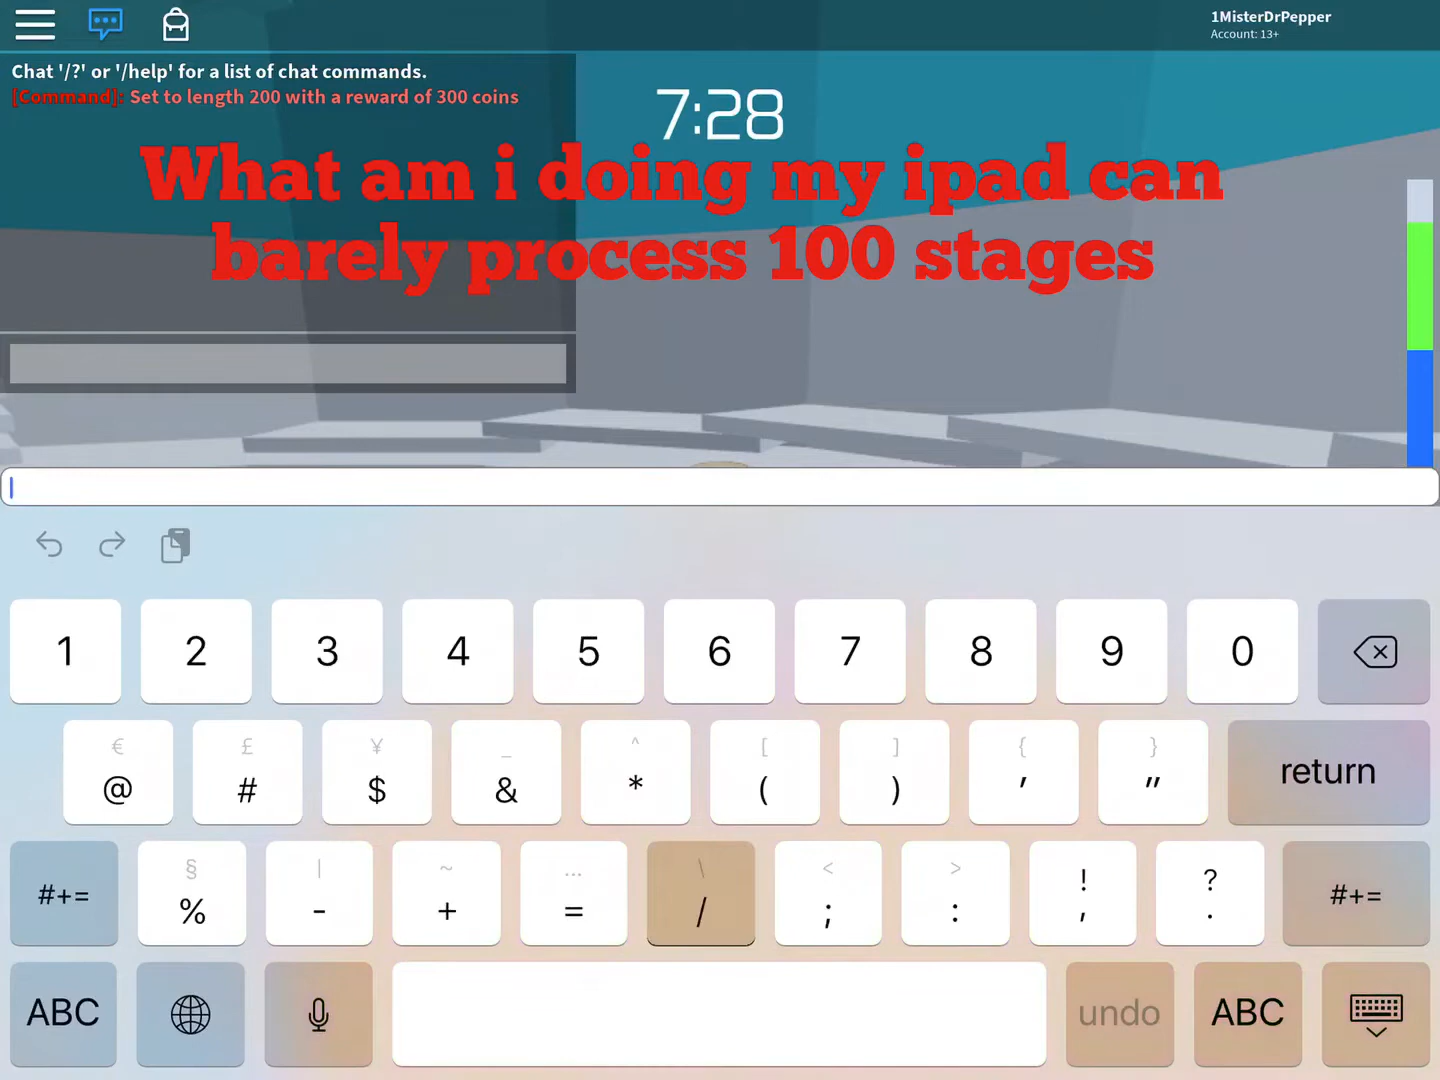 1MisterDrPepper
Account: 13+
Chat '/?' or '/help' for a list of chat commands.
[Command]: Set to length 200 with a reward of 300 coins
7:28
What am i doing my ipad can
barely process 100 stages
1 2 3 4 5 6 7 8 9 0
€ £ ¥ _ ^ [ ] { }
@ # $ & * ( ) ' " return
§ | ~ … \ < > ! ?
#+= % - + = / ; : , . #+=
ABC undo ABC